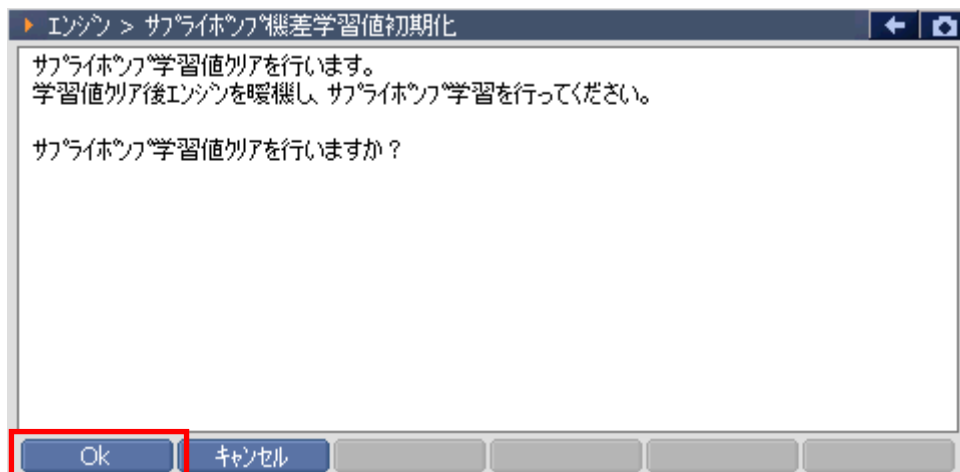 エンジン > サプライポンプ機差学習値初期化
サプライポンプ学習値クリアを行います。
学習値クリア後エンジンを暖機し、サプライポンプ学習を行ってください。
サプライポンプ学習値クリアを行いますか?
Ok キャンセル